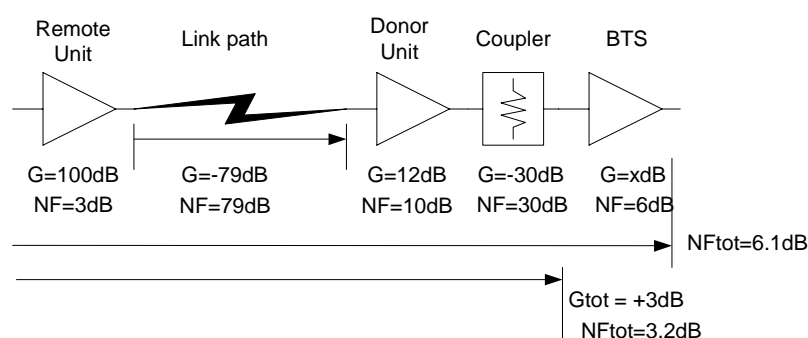 Remote Unit
Link path
Donor Unit
Coupler
BTS
G=100dB
NF=3dB
G=-79dB
NF=79dB
G=12dB
NF=10dB
G=-30dB
NF=30dB
G=xdB
NF=6dB
NFtot=6.1dB
Gtot = +3dB
NFtot=3.2dB